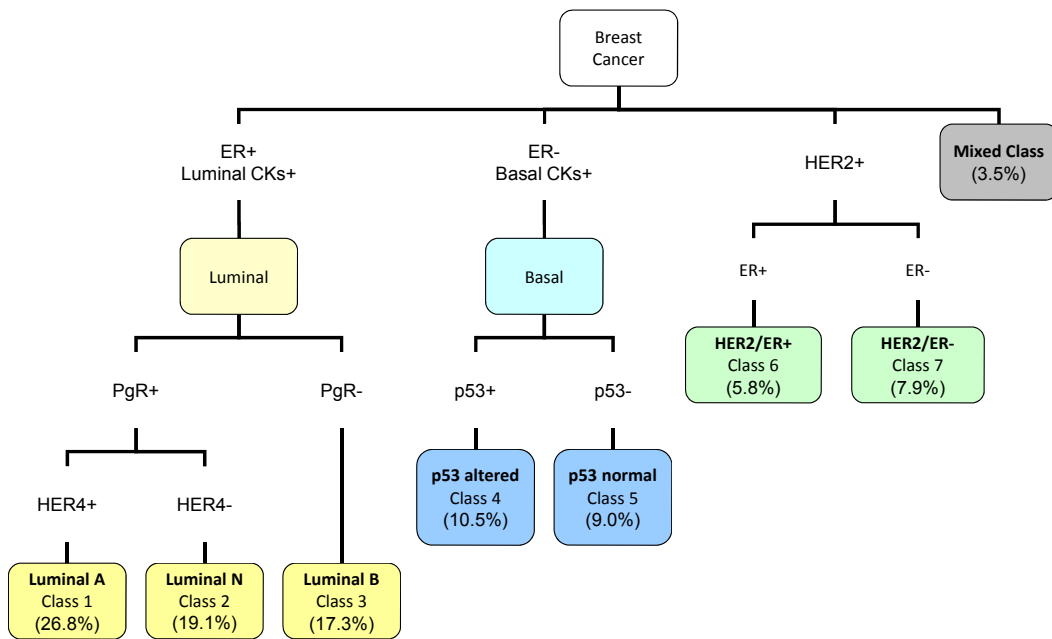 Breast
Cancer
ER+
Luminal CKs+
ER-
Basal CKs+
HER2+
Mixed Class
(3.5%)
Luminal
Basal
ER+
ER-
HER2/ER+
Class 6
(5.8%)
HER2/ER-
Class 7
(7.9%)
PgR+
PgR-
p53+
p53-
p53 altered
Class 4
(10.5%)
p53 normal
Class 5
(9.0%)
HER4+
HER4-
Luminal A
Class 1
(26.8%)
Luminal N
Class 2
(19.1%)
Luminal B
Class 3
(17.3%)